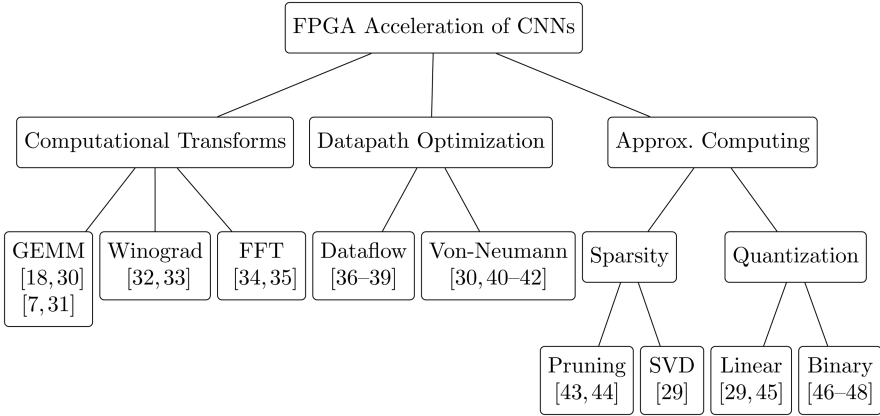 FPGA Acceleration of CNNs
Computational Transforms
Datapath Optimization
Approx. Computing
GEMM
[18, 30]
[7, 31]
Winograd
[32, 33]
FFT
[34, 35]
Dataflow
[36–39]
Von-Neumann
[30, 40–42]
Sparsity
Quantization
Pruning
[43, 44]
SVD
[29]
Linear
[29, 45]
Binary
[46–48]